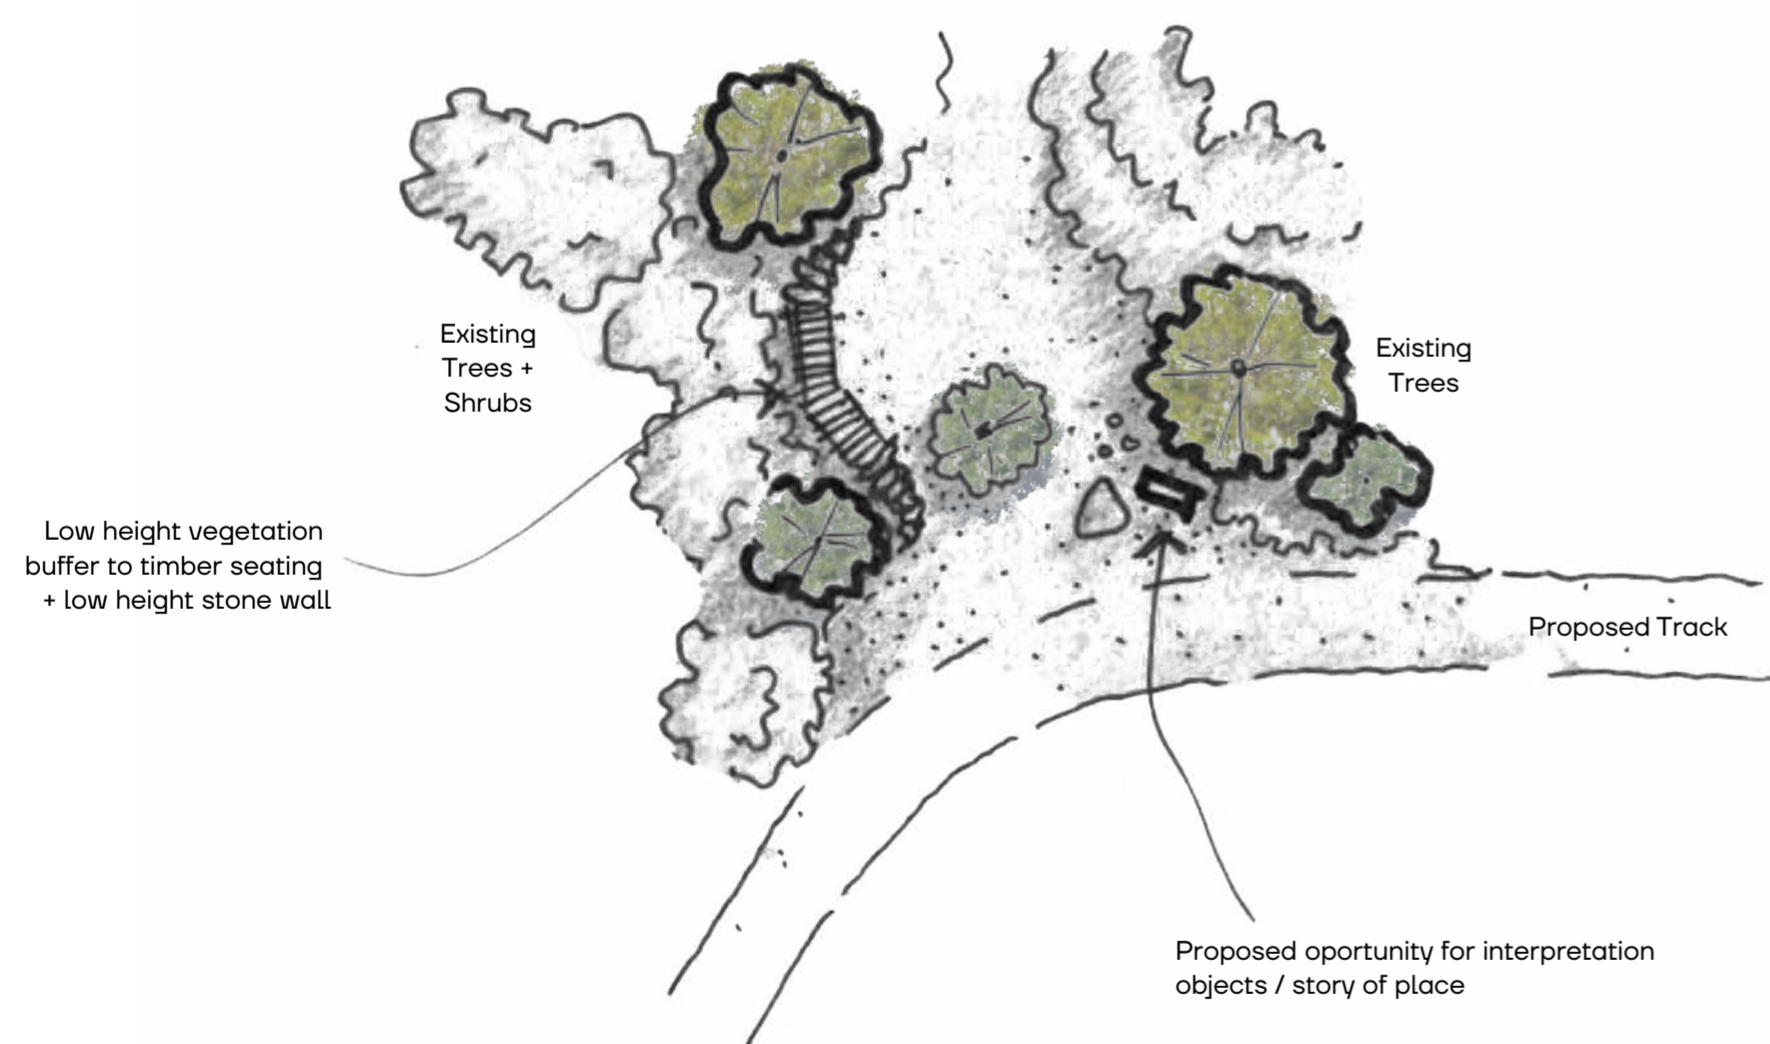 Existing
Trees +
Shrubs
Existing
Trees
Low height vegetation
buffer to timber seating
+ low height stone wall
Proposed Track
Proposed oportunity for interpretation
objects / story of place